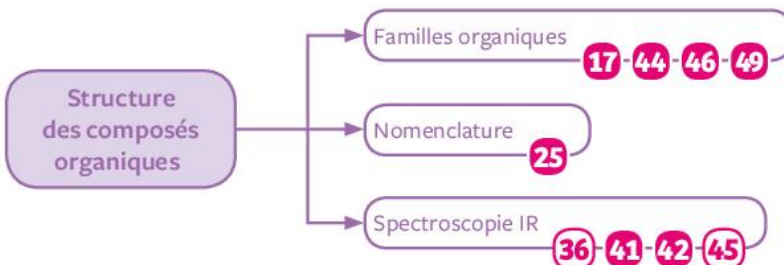 Structure
des composés
organiques
Familles organiques
17-44-46-49
Nomenclature
25
Spectroscopie IR
36-41-42-45